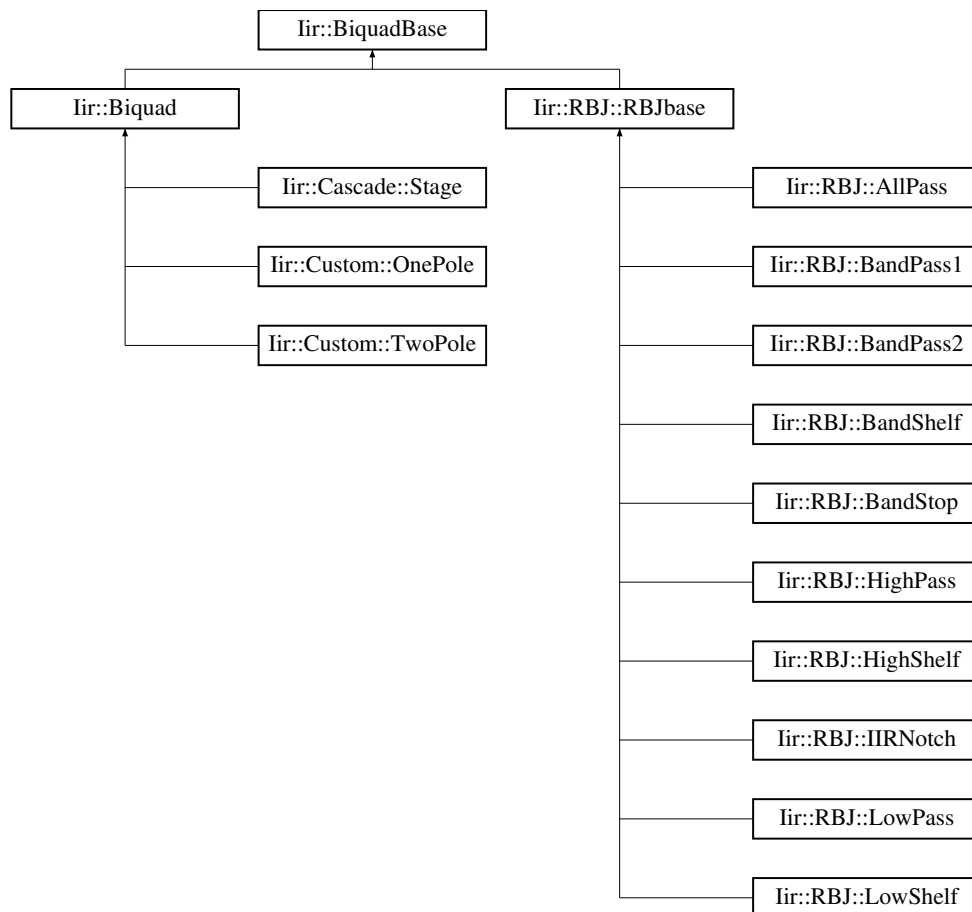 Iir::BiquadBase
Iir::Biquad
Iir::RBJ::RBJbase
Iir::Cascade::Stage
Iir::RBJ::AllPass
Iir::Custom::OnePole
Iir::RBJ::BandPass1
Iir::Custom::TwoPole
Iir::RBJ::BandPass2
Iir::RBJ::BandShelf
Iir::RBJ::BandStop
Iir::RBJ::HighPass
Iir::RBJ::HighShelf
Iir::RBJ::IIRNotch
Iir::RBJ::LowPass
Iir::RBJ::LowShelf